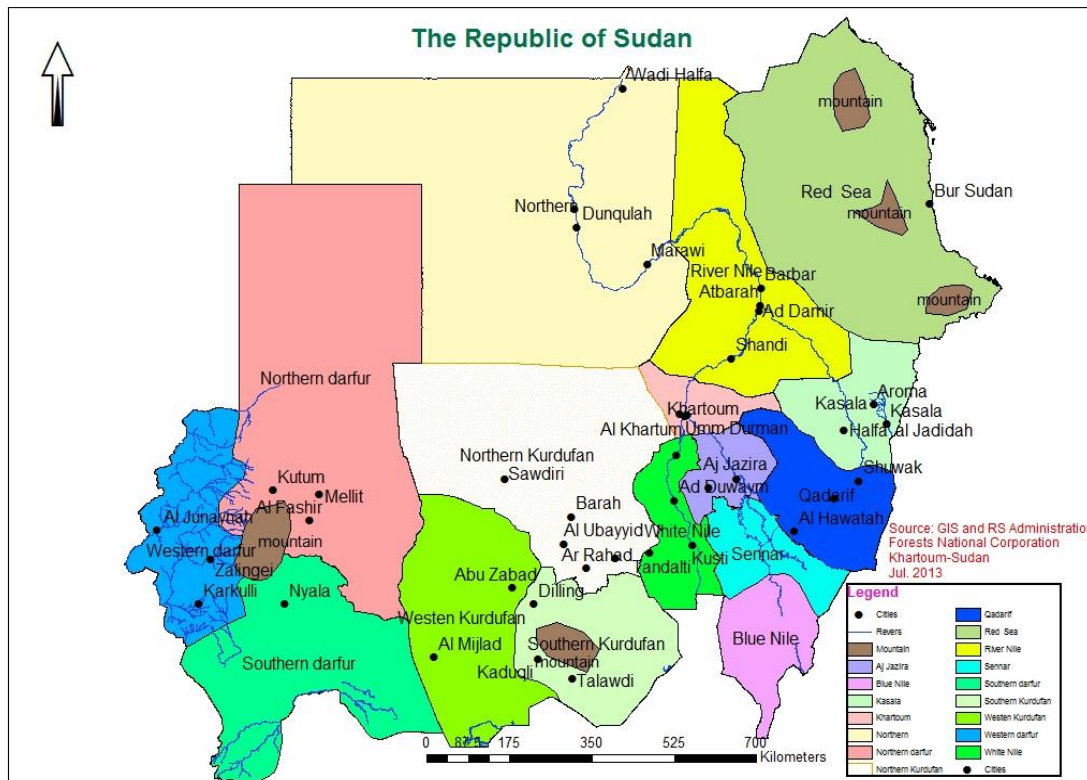 The Republic of Sudan
Wadi Halfa
mountain
Red Sea
mountain
Bur Sudan
Northern
Dunqulah
Marawi
River Nile
Barbar
Atbarah
Ad Damir
mountain
Shandi
Northern darfur
Khartoum
Al Khartum
Umm Durman
Kasala
Aroma
Kasala
Halfa al Jadidah
Northern Kurdufan
Sawdiri
Aj Jazira
Ad Duwaym
Shuwak
Qadarif
Al Hawatah
Kutum
Mellit
Al Fashir
mountain
Al Junaynah
Western darfur
Zalingei
Karkulli
Nyala
Southern darfur
Barah
Al Ubayyid
Ar Rahad
White Nile
Kusti
andalti
Sennar
Abu Zabad
Dilling
Westen Kurdufan
Al Mijlad
Southern Kurdufan
mountain
Kaduqli
Talawdi
Blue Nile
Source: GIS and RS Administratio
Forests National Corporation
Khartoum-Sudan
Jul. 2013
Legend
Cities
Revers
Mountain
Aj Jazira
Blue Nile
Kasala
Khartoum
Northern
Northern darfur
Northern Kurdufan
Qadarif
Red Sea
River Nile
Sennar
Southern darfur
Southern Kurdufan
Westen Kurdufan
Western darfur
White Nile
Cities
0 87.5 175 350 525 700
Kilometers